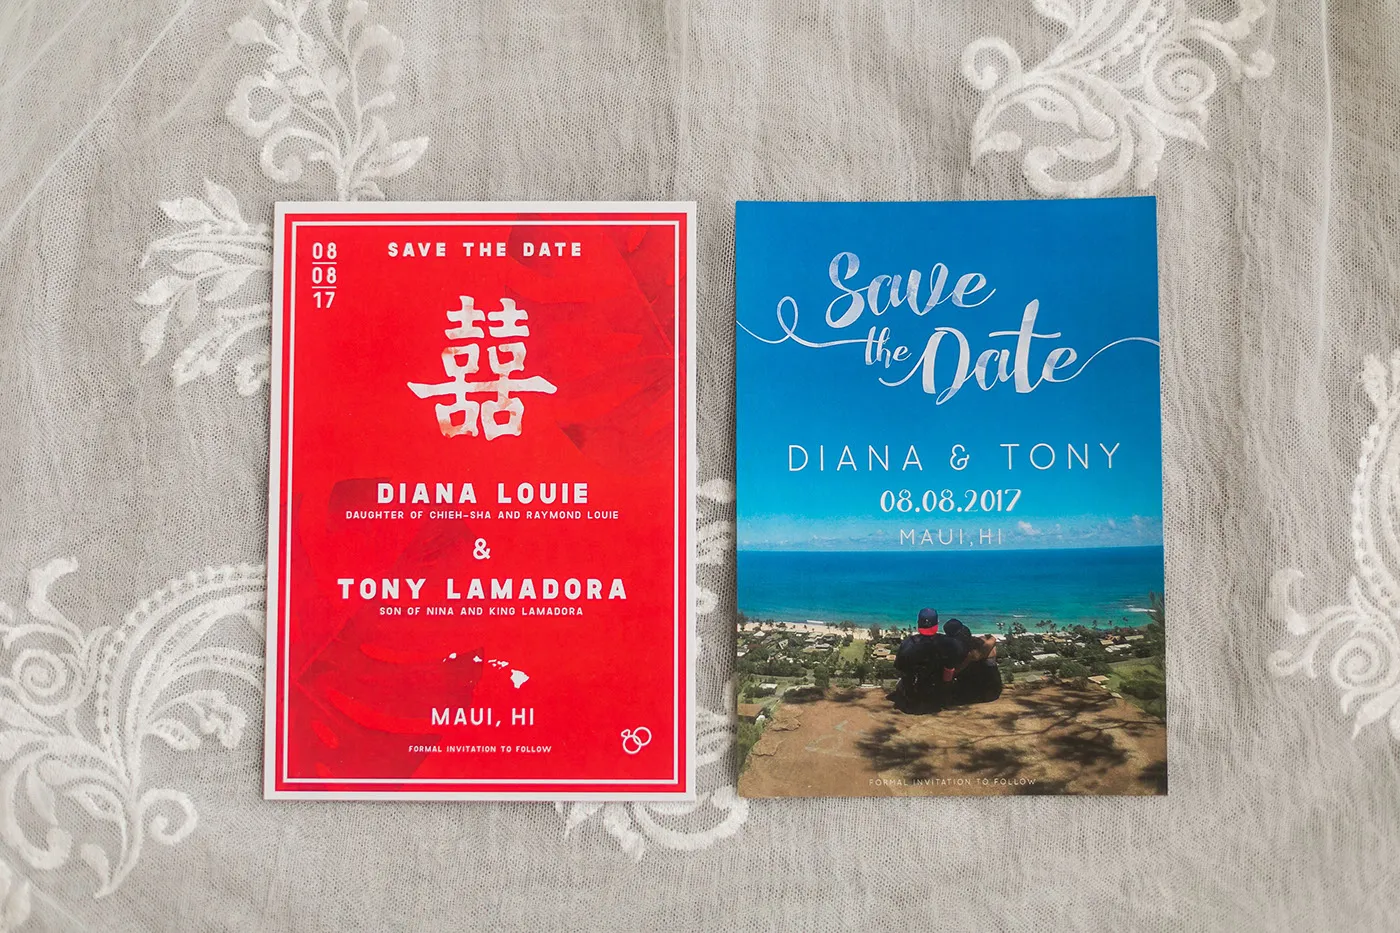 08
08
17
SAVE THE DATE
囍
DIANA LOUIE
DAUGHTER OF CHIEH-SHA AND RAYMOND LOUIE
&
TONY LAMADORA
SON OF NINA AND KING LAMADORA
MAUI, HI
FORMAL INVITATION TO FOLLOW
Save
the Date
DIANA & TONY
08.08.2017
MAUI, HI
FORMAL INVITATION TO FOLLOW